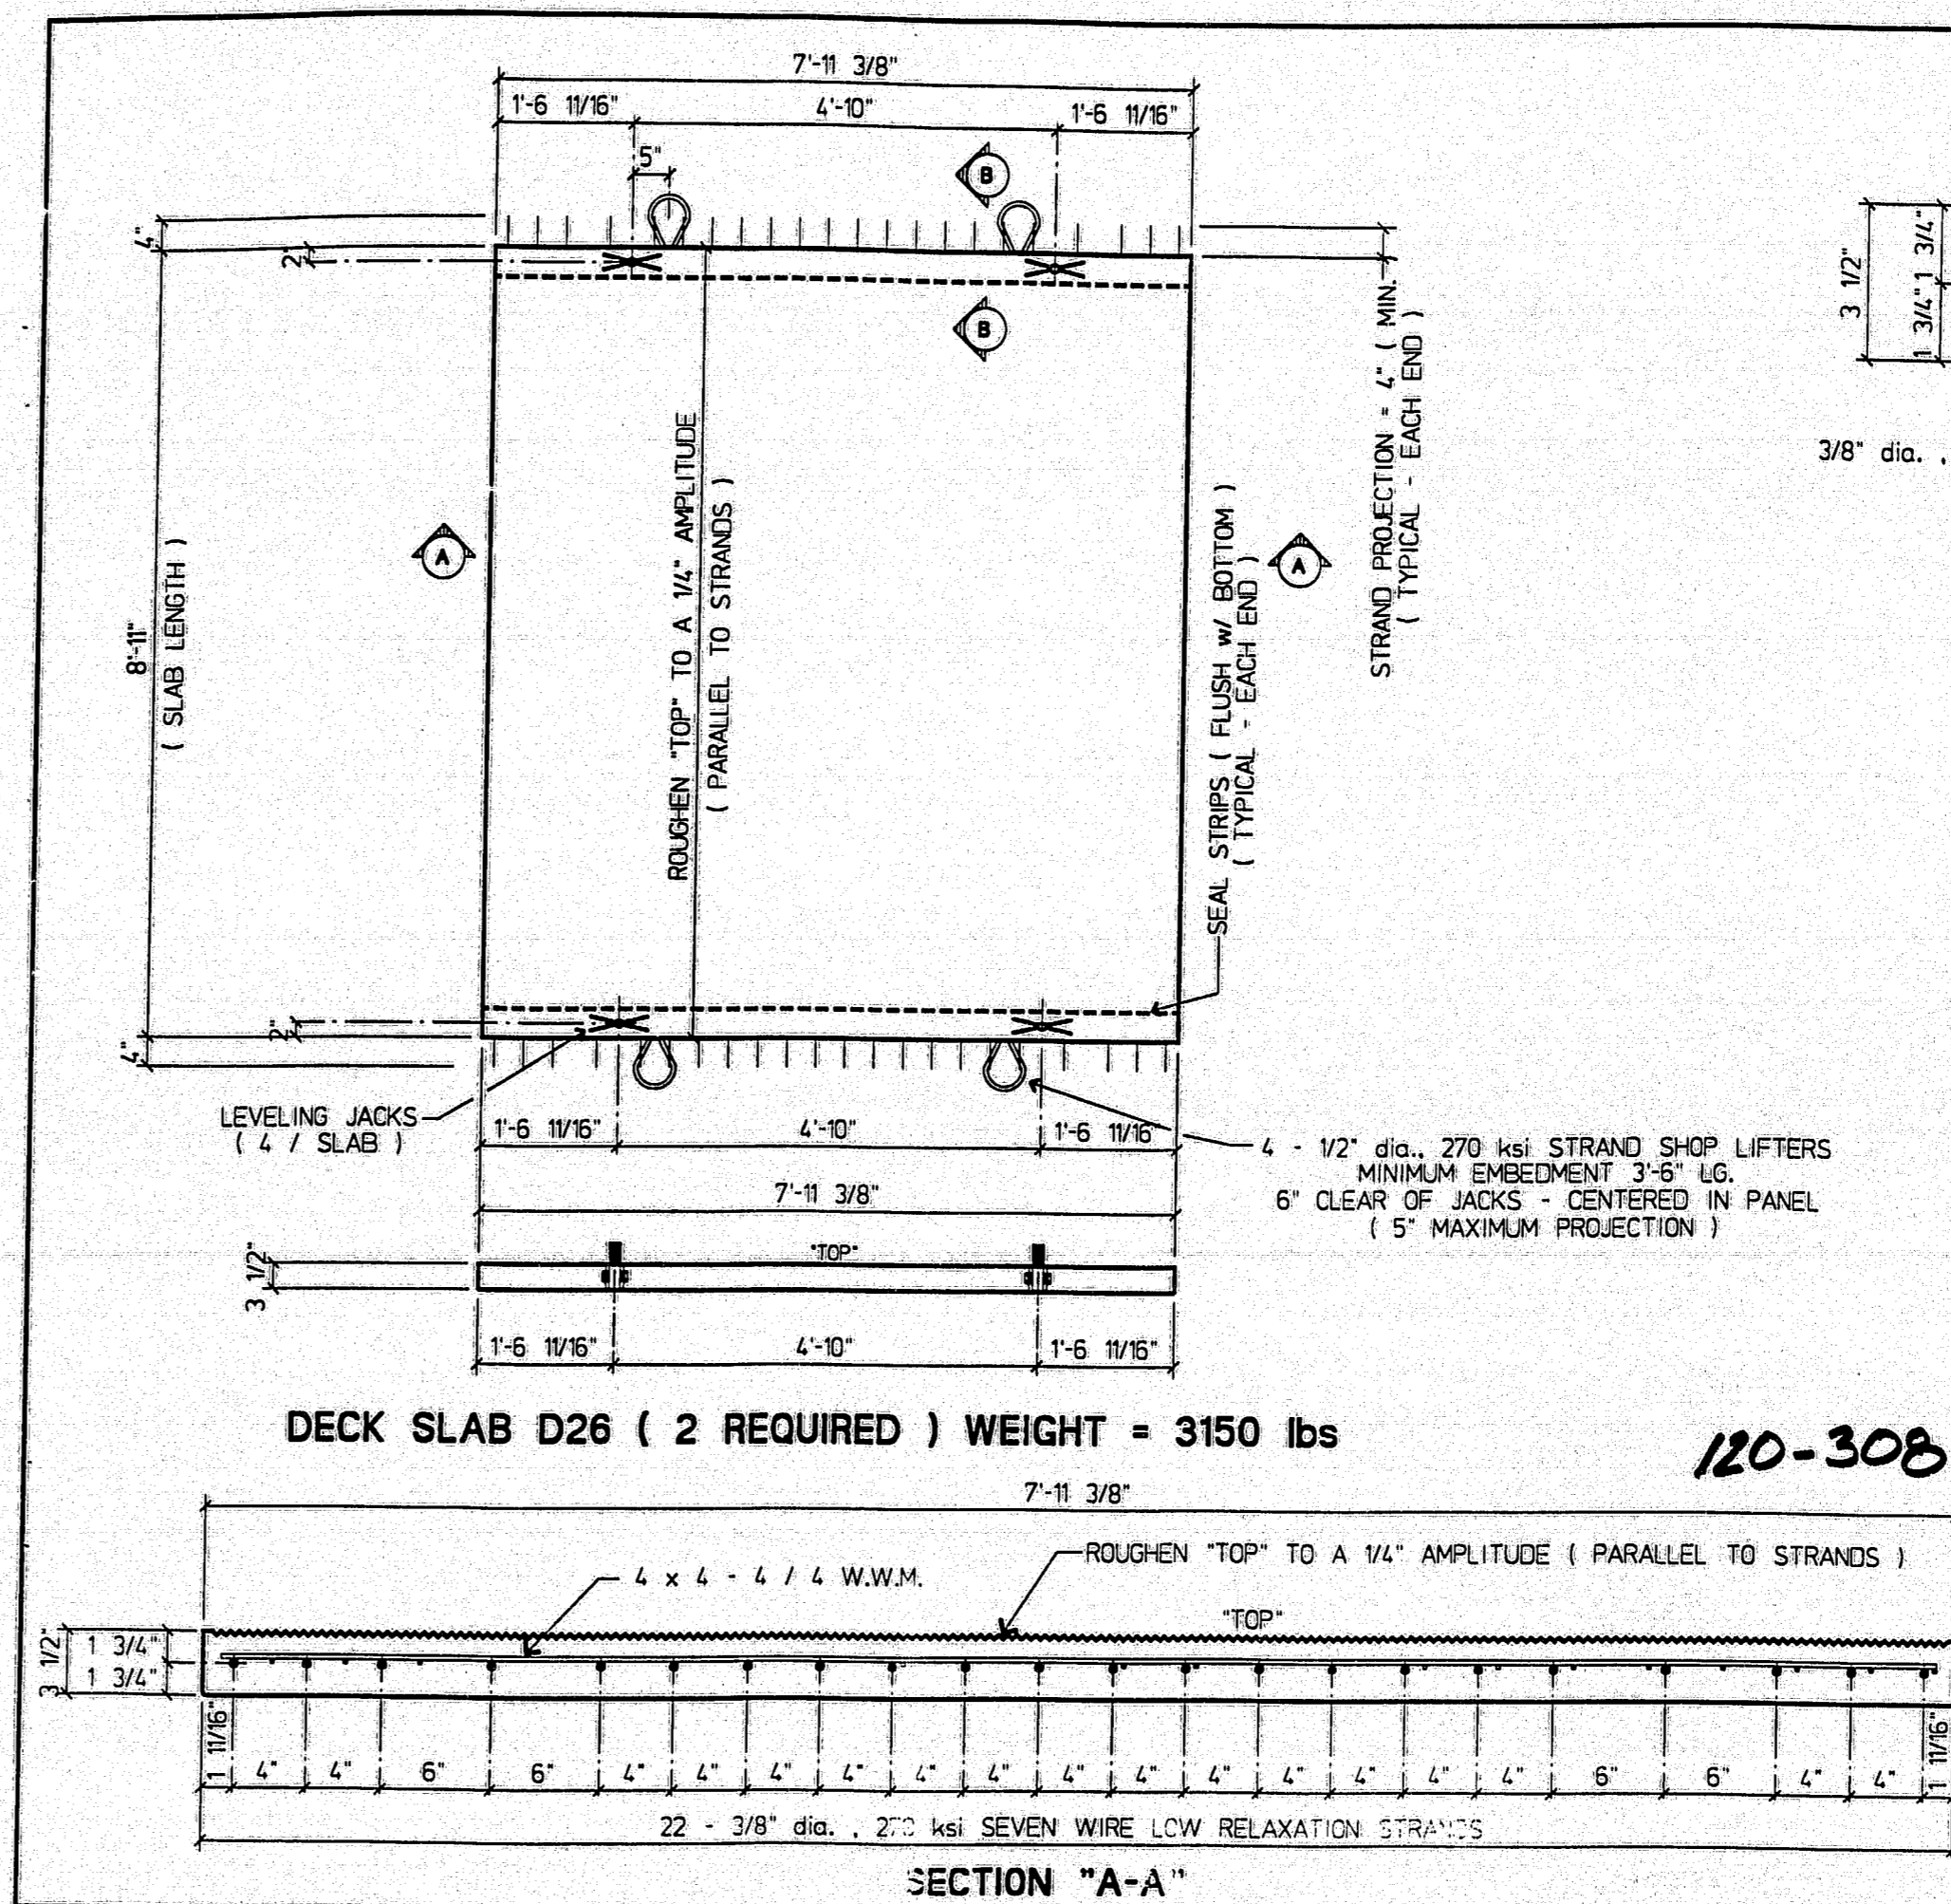 7'-11 3/8"
1'-6 11/16" 4'-10" 1'-6 11/16"
5"
B
4"
2"
B
3 1/2"
1 3/4" 1 3/4"
3/8" dia. .
STRAND PROJECTION = 4" ( MIN.
( TYPICAL - EACH END )
ROUGHEN "TOP" TO A 1/4" AMPLITUDE
( PARALLEL TO STRANDS )
A
A
8'-11"
( SLAB LENGTH )
SEAL STRIPS ( FLUSH w/ BOTTOM )
( TYPICAL - EACH END )
2"
4"
LEVELING JACKS
( 4 / SLAB )
1'-6 11/16" 4'-10" 1'-6 11/16"
7'-11 3/8"
4 - 1/2" dia., 270 ksi STRAND SHOP LIFTERS
MINIMUM EMBEDMENT 3'-6" LG.
6" CLEAR OF JACKS - CENTERED IN PANEL
( 5" MAXIMUM PROJECTION )
3 1/2"
"TOP"
1'-6 11/16" 4'-10" 1'-6 11/16"
DECK SLAB D26 ( 2 REQUIRED ) WEIGHT = 3150 lbs
120-308
7'-11 3/8"
ROUGHEN "TOP" TO A 1/4" AMPLITUDE ( PARALLEL TO STRANDS )
4 x 4 - 4 / 4 W.W.M.
"TOP"
3 1/2"
1 3/4"
1 3/4"
1 11/16" 4" 4" 6" 6" 4" 4" 4" 4" 4" 4" 4" 4" 4" 4" 4" 4" 4" 6" 6" 4" 4" 1 11/16"
22 - 3/8" dia. , 270 ksi SEVEN WIRE LOW RELAXATION STRANDS
SECTION "A-A"